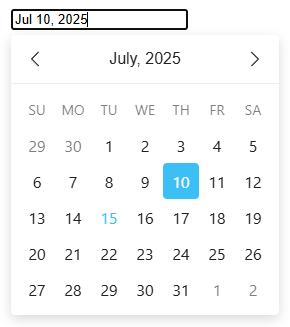 Jul 10, 2025
July, 2025
SU MO TU WE TH FR SA
29 30 1 2 3 4 5
6 7 8 9 10 11 12
13 14 15 16 17 18 19
20 21 22 23 24 25 26
27 28 29 30 31 1 2